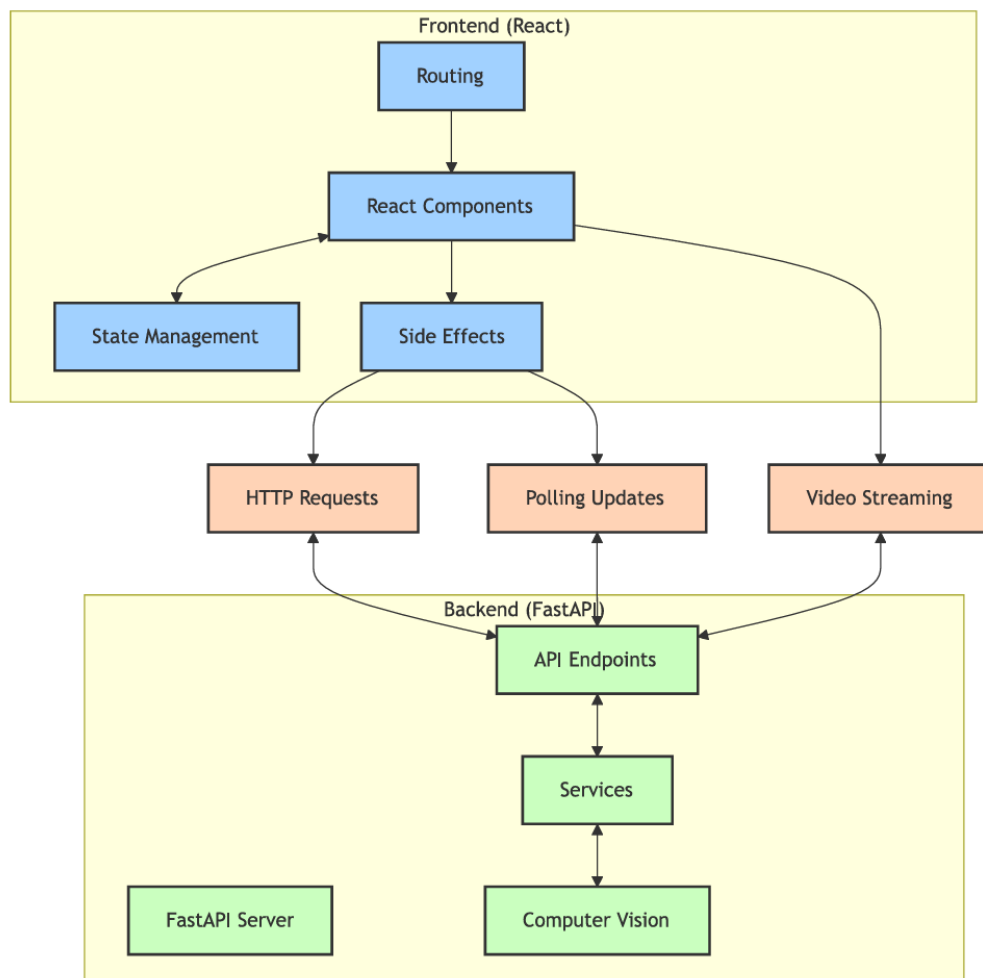 Frontend (React)
Routing
React Components
State Management
Side Effects
HTTP Requests
Polling Updates
Video Streaming
Backend (FastAPI)
API Endpoints
Services
FastAPI Server
Computer Vision